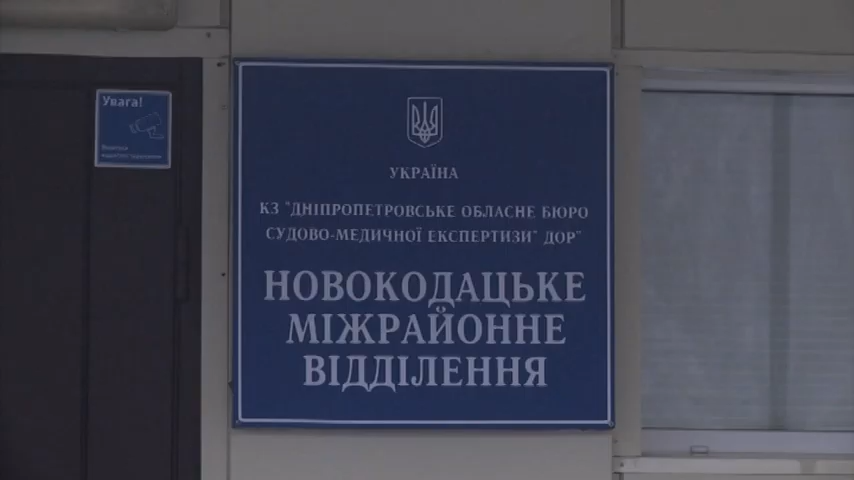 Увага!
УКРАЇНА
КЗ "ДНІПРОПЕТРОВСЬКЕ ОБЛАСНЕ БЮРО
СУДОВО-МЕДИЧНОЇ ЕКСПЕРТИЗИ" ДОР"
НОВОКОДАЦЬКЕ
МІЖРАЙОННЕ
ВІДДІЛЕННЯ